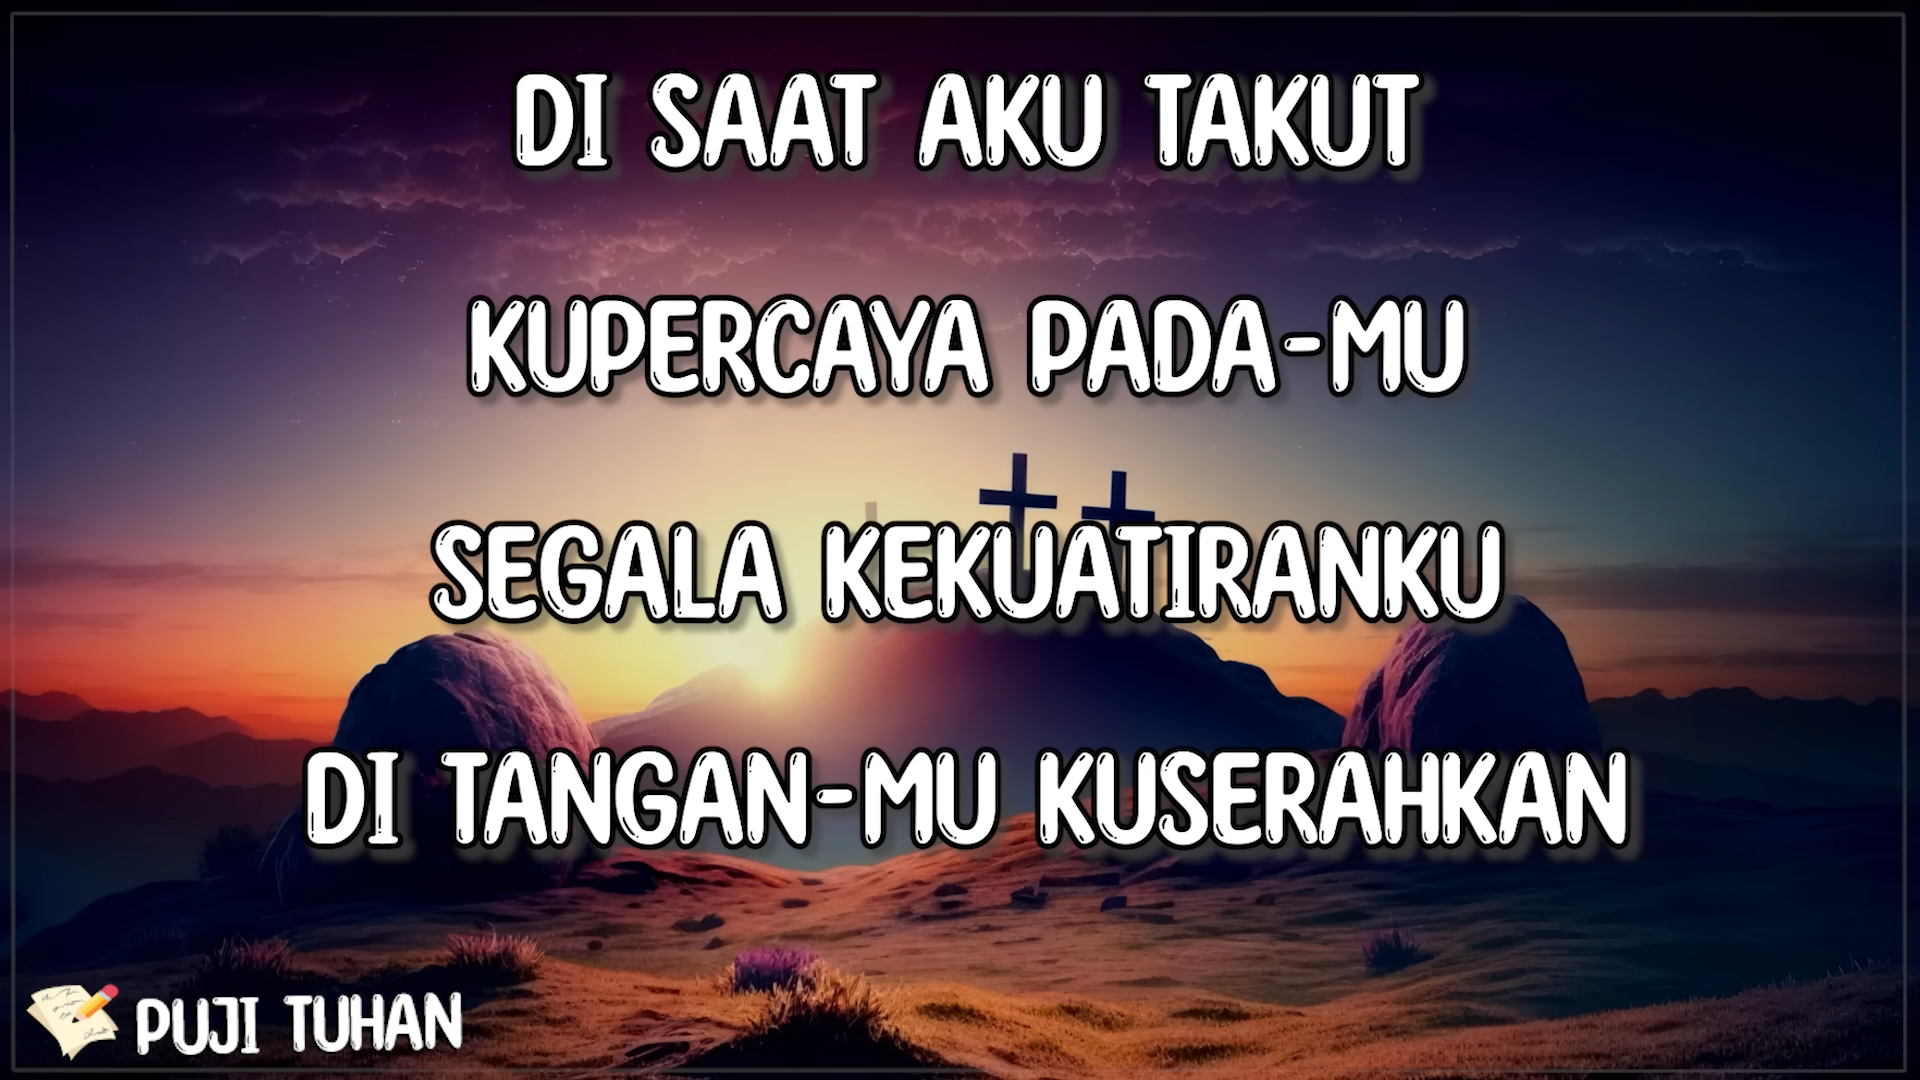 DI SAAT AKU TAKUT
KUPERCAYA PADA-MU
SEGALA KEKUATIRANKU
DI TANGAN-MU KUSERAHKAN
PUJI TUHAN